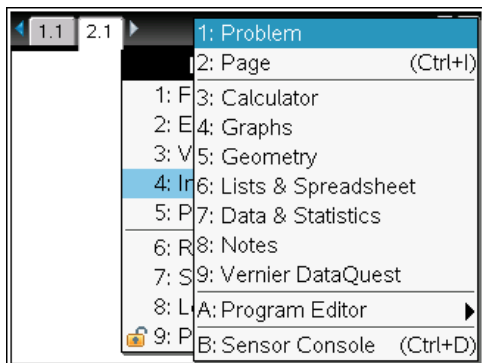 1.1 2.1
1: Problem
2: Page (Ctrl+I)
1: F
3: Calculator
2: E
4: Graphs
3: V
5: Geometry
4: In
6: Lists & Spreadsheet
5: P
7: Data & Statistics
6: R
8: Notes
7: S
9: Vernier DataQuest
8: L
A: Program Editor
9: P
B: Sensor Console (Ctrl+D)